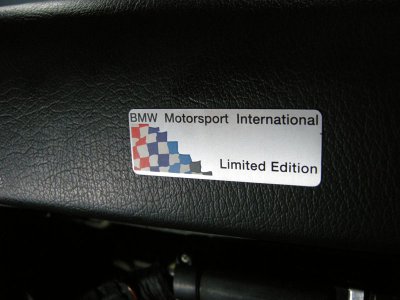 BMW Motorsport International
Limited Edition